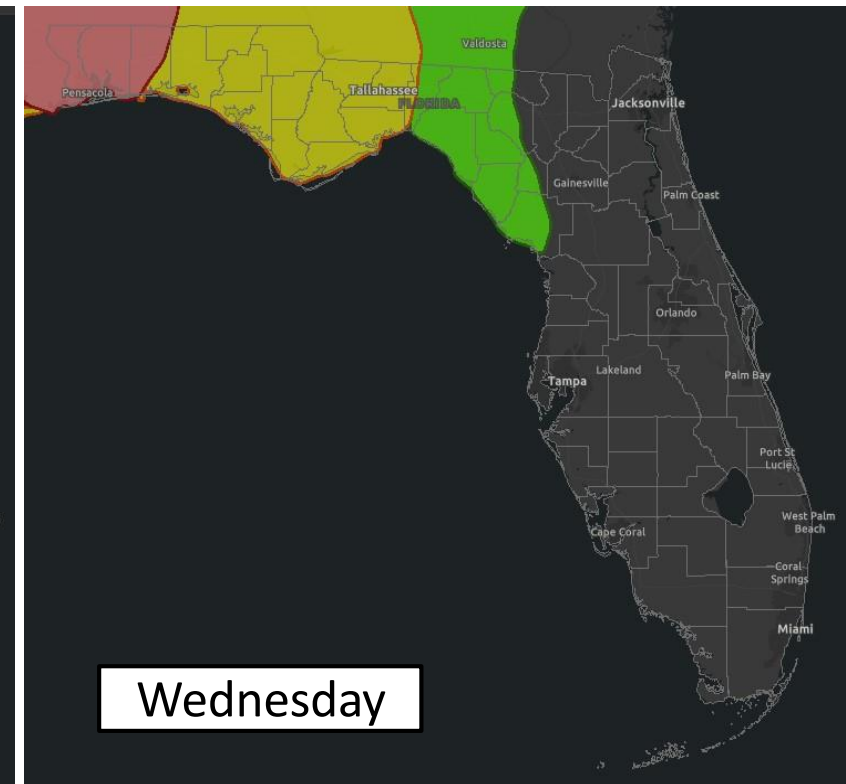 Valdosta
Pensacola
Tallahassee
FLORIDA
Jacksonville
Gainesville
Palm Coast
Orlando
Lakeland
Tampa
Palm Bay
Port St
Lucie
West Palm
Beach
Cape Coral
Coral
Springs
Miami
Wednesday